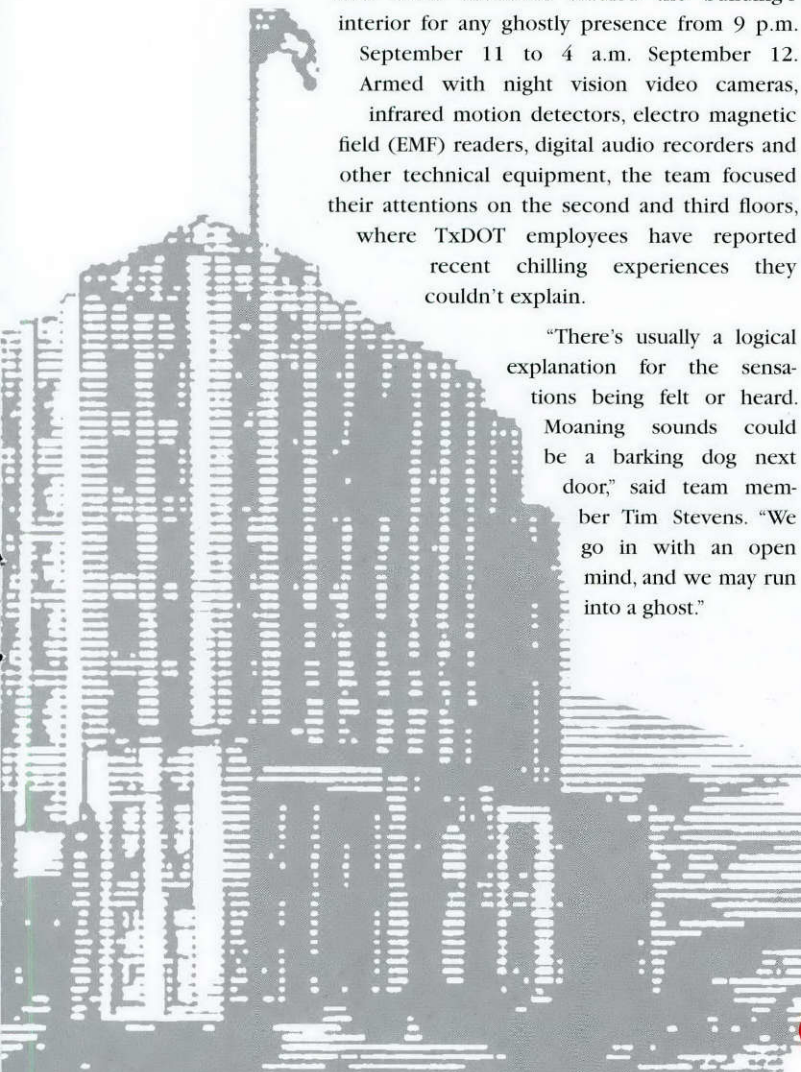 interior for any ghostly presence from 9 p.m.
September 11 to 4 a.m. September 12.
Armed with night vision video cameras,
infrared motion detectors, electro magnetic
field (EMF) readers, digital audio recorders and
other technical equipment, the team focused
their attentions on the second and third floors,
where TxDOT employees have reported
recent chilling experiences they
couldn't explain.
“There's usually a logical
explanation for the sensa-
tions being felt or heard.
Moaning sounds could
be a barking dog next
door,” said team mem-
ber Tim Stevens. “We
go in with an open
mind, and we may run
into a ghost.”